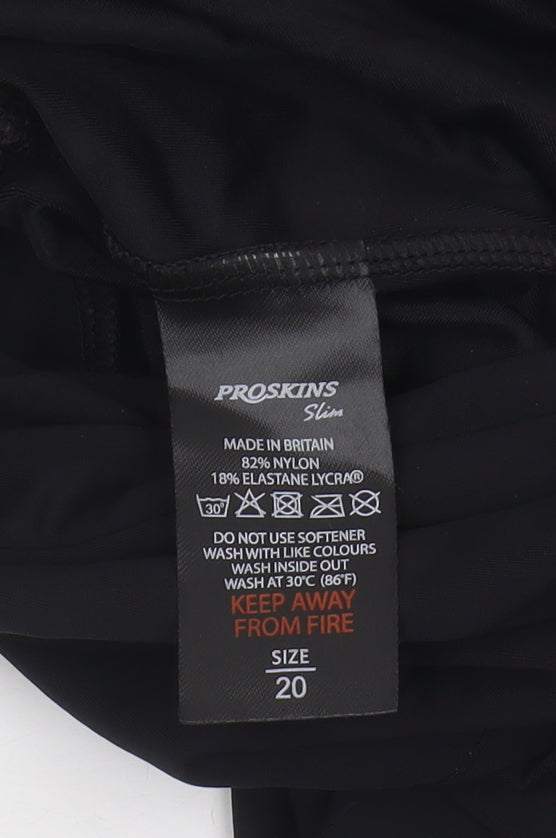 PROSKINS
Slim
MADE IN BRITAIN
82% NYLON
18% ELASTANE LYCRA®
30°
DO NOT USE SOFTENER
WASH WITH LIKE COLOURS
WASH INSIDE OUT
WASH AT 30°C (86°F)
KEEP AWAY
FROM FIRE
SIZE
20